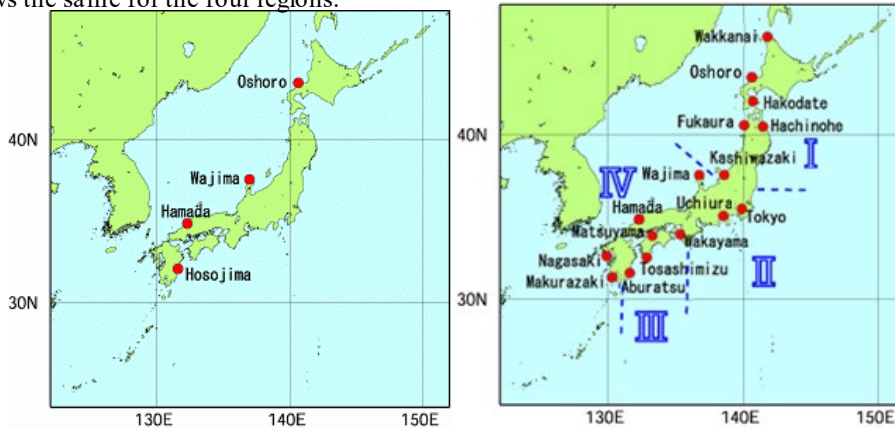 ws the same for the four regions.
Oshoro
40N
Wajima
Hamada
Hosojima
30N
130E 140E 150E
Wakkanai
Oshoro
Hakodate
Fukaura
Hachinohe
40N
I
Kashiwazaki
Wajima
IV
Uchiura
Hamada
Tokyo
Matsuyama
Wakayama
Nagasaki
Tosashimizu
II
Makurazaki
Aburatsu
30N
III
130E 140E 150E